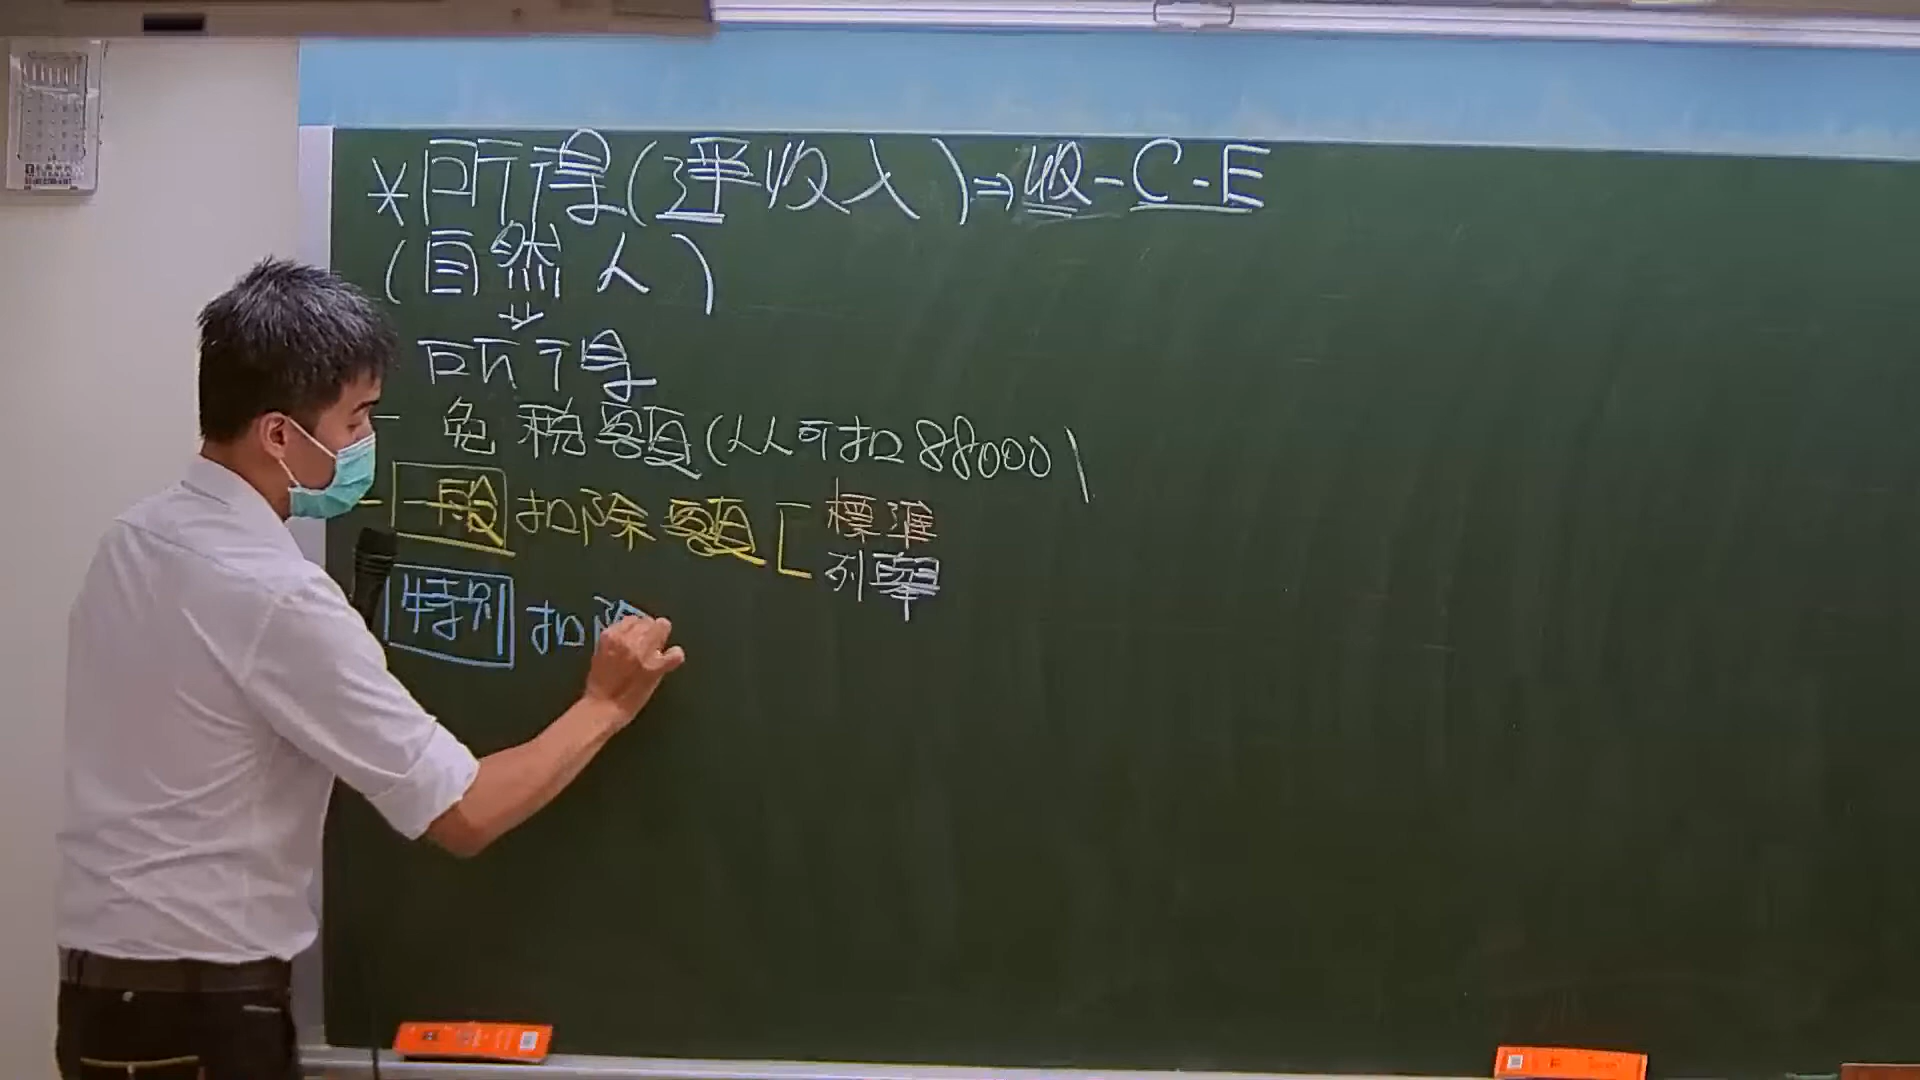 *所得(淨收入)⇒收-C-E
(自然人)
所得
- 免稅額(人人可扣88000)
- 一般 扣除額 [ 標準
列舉
特別 扣除